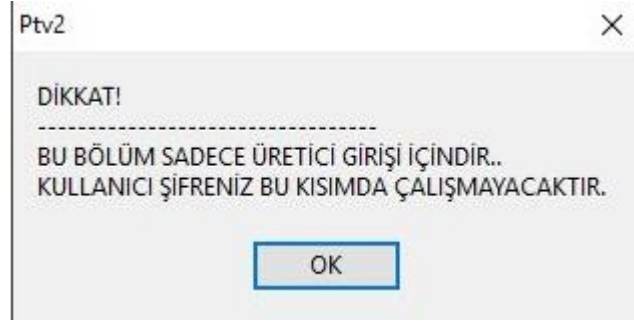 Ptv2
DİKKAT!
----------------------------------
BU BÖLÜM SADECE ÜRETİCİ GİRİŞİ İÇİNDİR..
KULLANICI ŞİFRENİZ BU KISIMDA ÇALIŞMAYACAKTIR.
OK